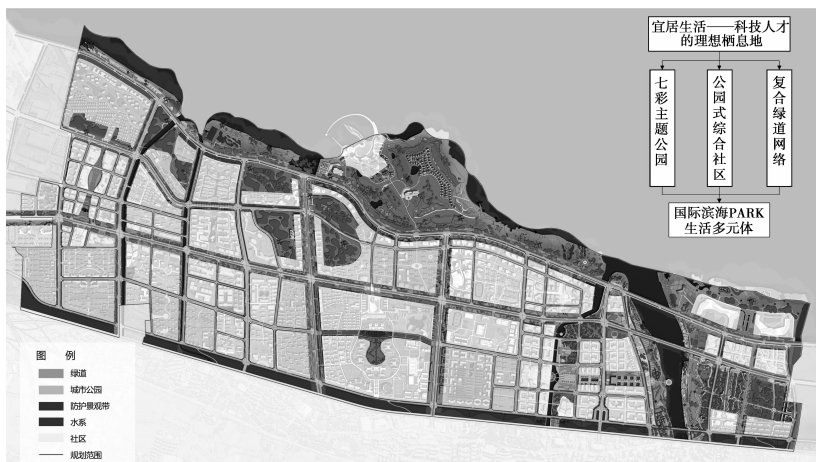 宜居生活——科技人才
的理想栖息地
七彩主题公园
公园式综合社区
复合绿道网络
国际滨海PARK
生活多元体
图 例
绿道
城市公园
防护景观带
水系
社区
规划范围